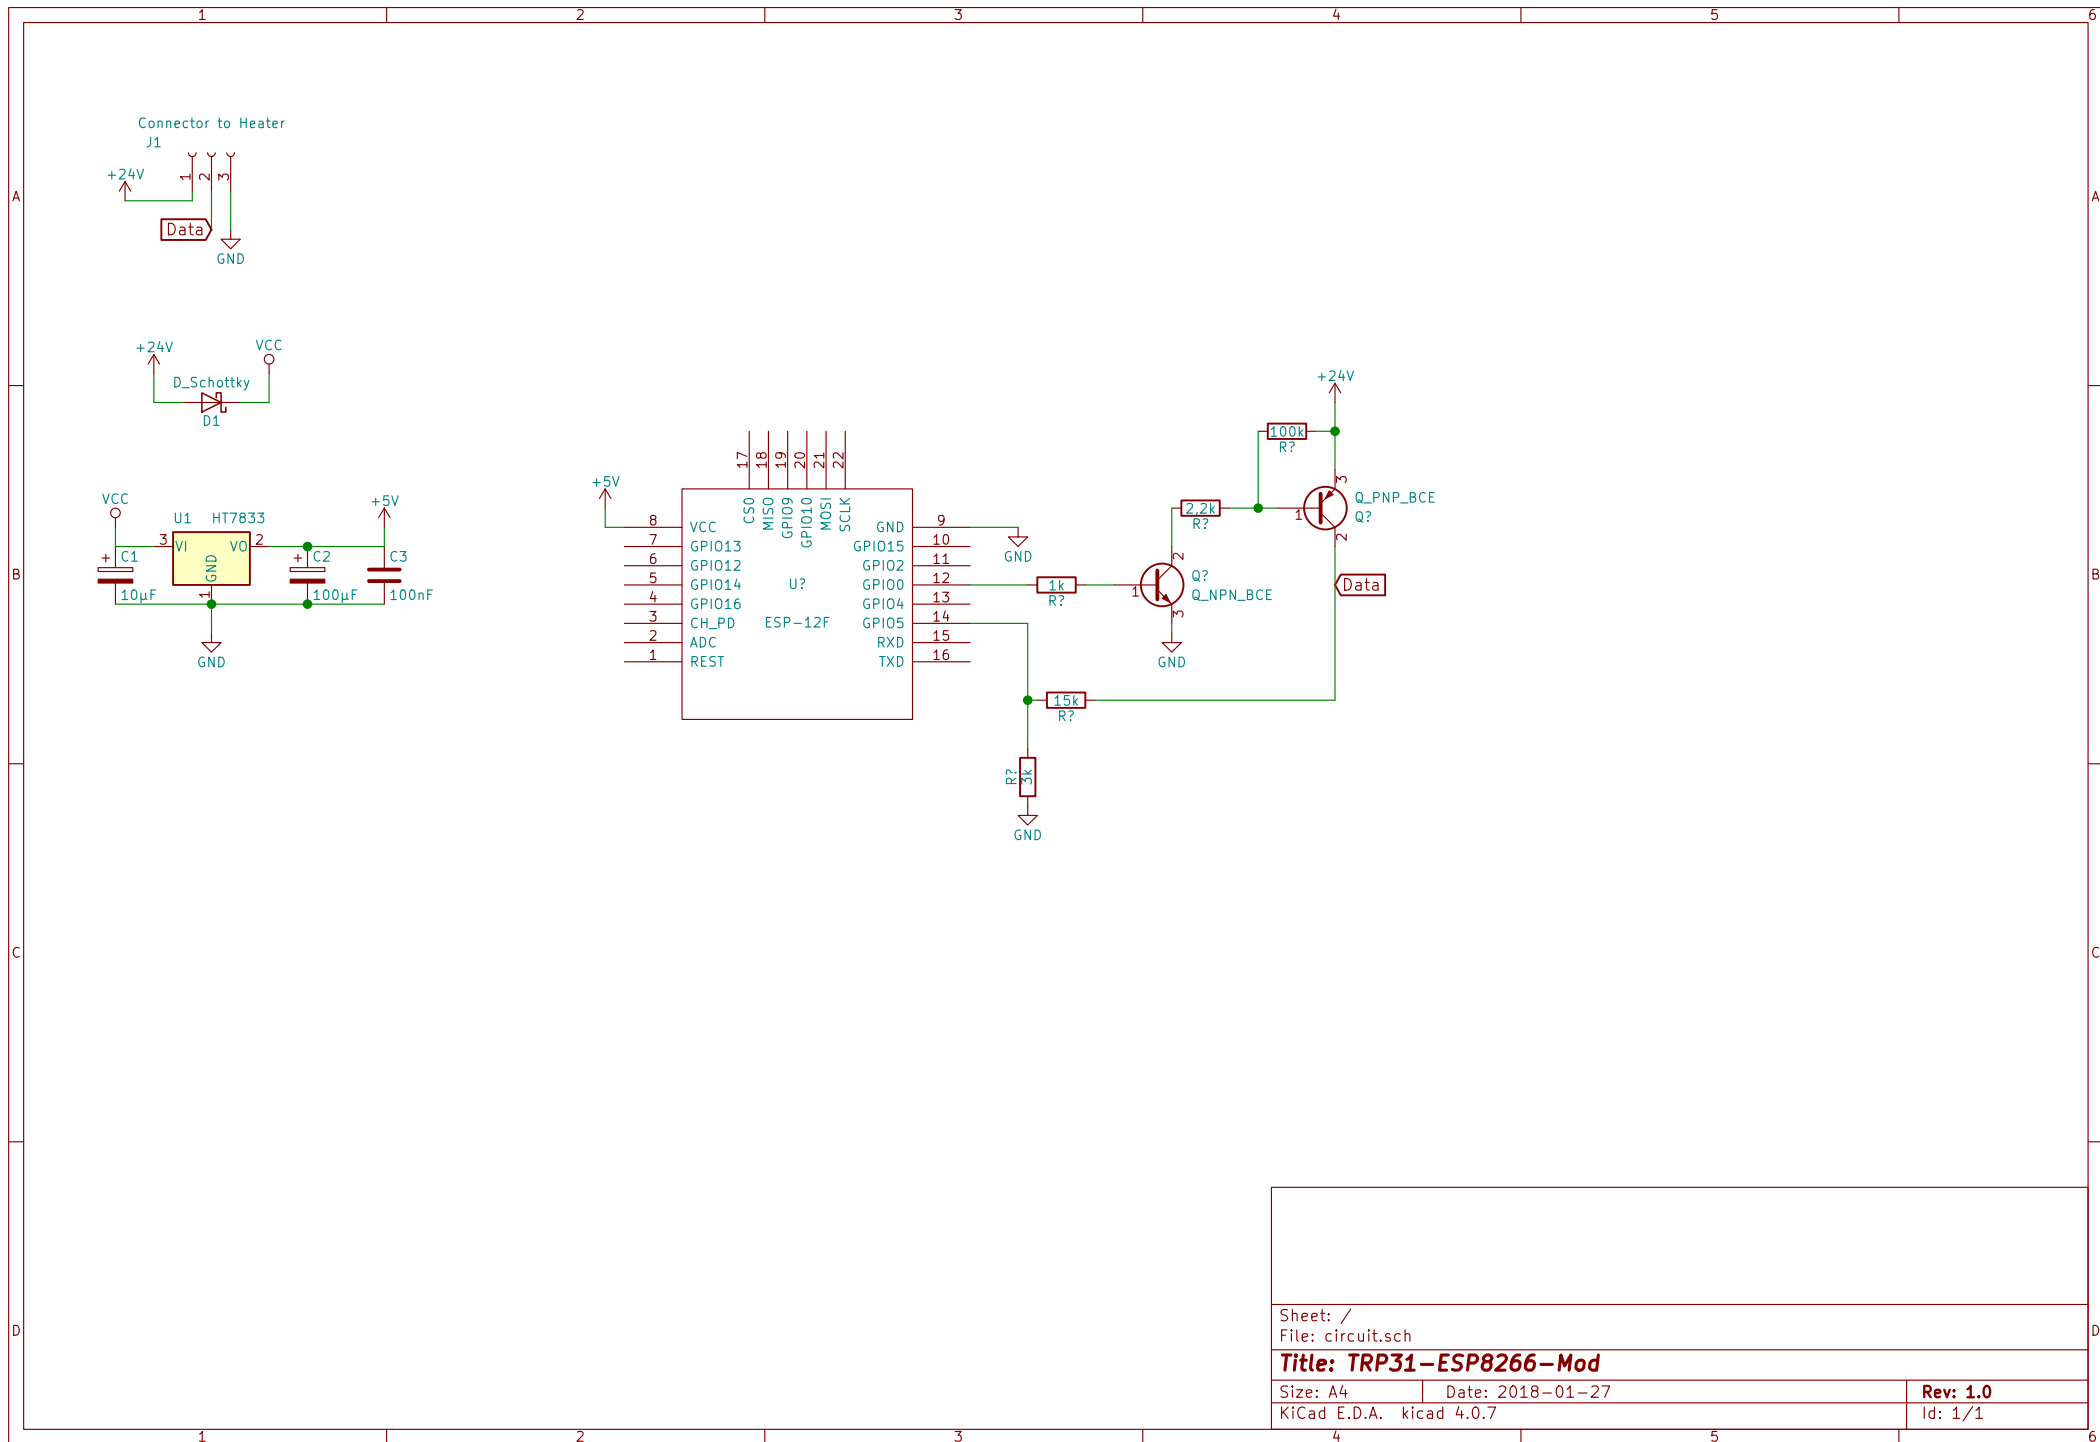 1 2 3 4 5 6
Connector to Heater
J1
+24V
1 2 3
A A
Data
GND
+24V VCC
D_Schottky
D1
+24V
100k
R?
VCC
U1 HT7833
+5V
3 VI VO 2
GND
1
+ C1
10µF
+ C2
100µF
C3
100nF
GND
+5V
17 18 19 20 21 22
CS0 MISO GPIO9 GPIO10 MOSI SCLK
8 VCC GND 9
7 GPIO13 GPIO15 10
6 GPIO12 GPIO2 11
5 GPIO14 GPIO0 12
4 GPIO16 GPIO4 13
3 CH_PD GPIO5 14
2 ADC RXD 15
1 REST TXD 16
U?
ESP-12F
GND
1k
R?
2,2k
R?
1 2 3
Q?
Q_NPN_BCE
GND
3
Q_PNP_BCE
Q?
1
2
Data
B B
15k
R?
R?
3k
GND
C C
D D
Sheet: /
File: circuit.sch
Title: TRP31-ESP8266-Mod
Size: A4 Date: 2018-01-27 Rev: 1.0
KiCad E.D.A. kicad 4.0.7 Id: 1/1
1 2 3 4 5 6